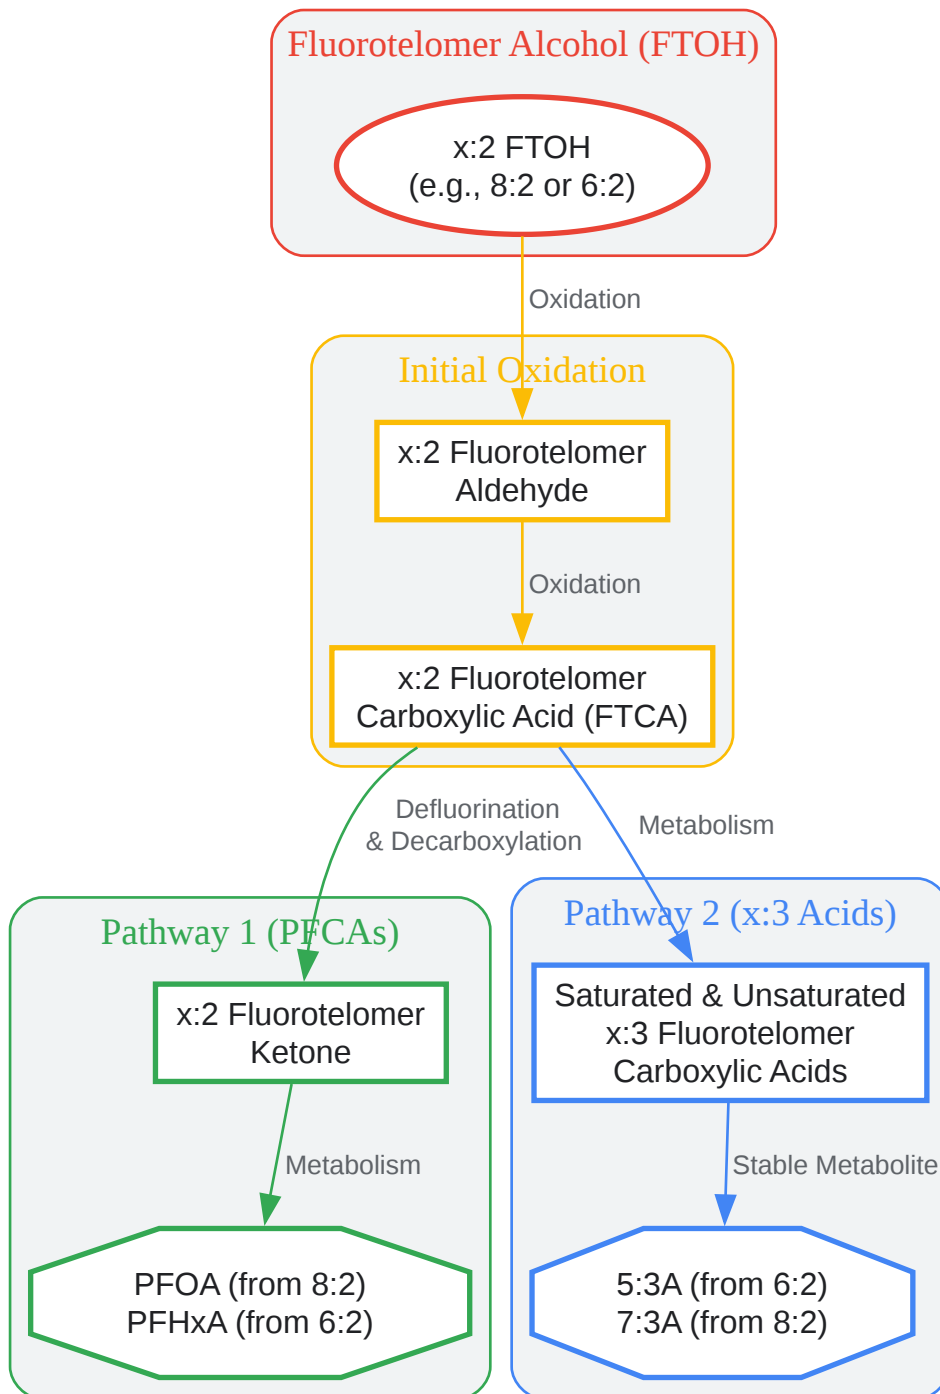 Fluorotelomer Alcohol (FTOH)
x:2 FTOH
(e.g., 8:2 or 6:2)
Oxidation
Initial Oxidation
x:2 Fluorotelomer
Aldehyde
Oxidation
x:2 Fluorotelomer
Carboxylic Acid (FTCA)
Defluorination
& Decarboxylation
Metabolism
Pathway 1 (PFCAs)
x:2 Fluorotelomer
Ketone
Metabolism
PFOA (from 8:2)
PFHxA (from 6:2)
Pathway 2 (x:3 Acids)
Saturated & Unsaturated
x:3 Fluorotelomer
Carboxylic Acids
Stable Metabolite
5:3A (from 6:2)
7:3A (from 8:2)